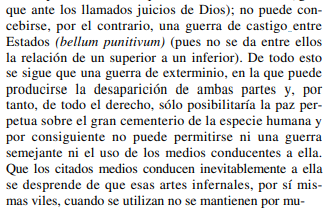 que ante los llamados juicios de Dios); no puede con-
cebirse, por el contrario, una guerra de castigo entre
Estados (bellum punitivum) (pues no se da entre ellos
la relación de un superior a un inferior). De todo esto
se sigue que una guerra de exterminio, en la que puede
producirse la desaparición de ambas partes y, por
tanto, de todo el derecho, sólo posibilitaría la paz per-
petua sobre el gran cementerio de la especie humana y
por consiguiente no puede permitirse ni una guerra
semejante ni el uso de los medios conducentes a ella.
Que los citados medios conducen inevitablemente a ella
se desprende de que esas artes infernales, por sí mis-
mas viles, cuando se utilizan no se mantienen por mu-